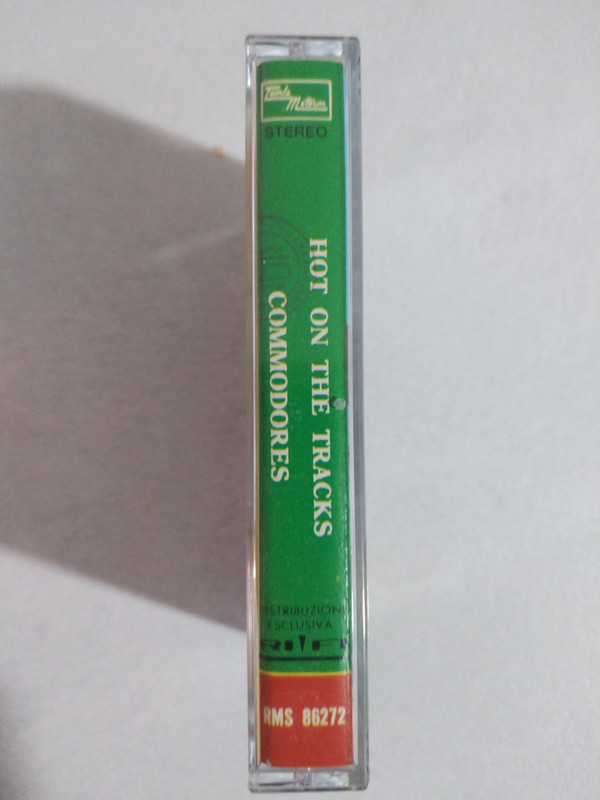 Tamla
Motown
STEREO
HOT ON THE TRACKS
COMMODORES
DISTRIBUZIONE
ESCLUSIVA
RMS 86272